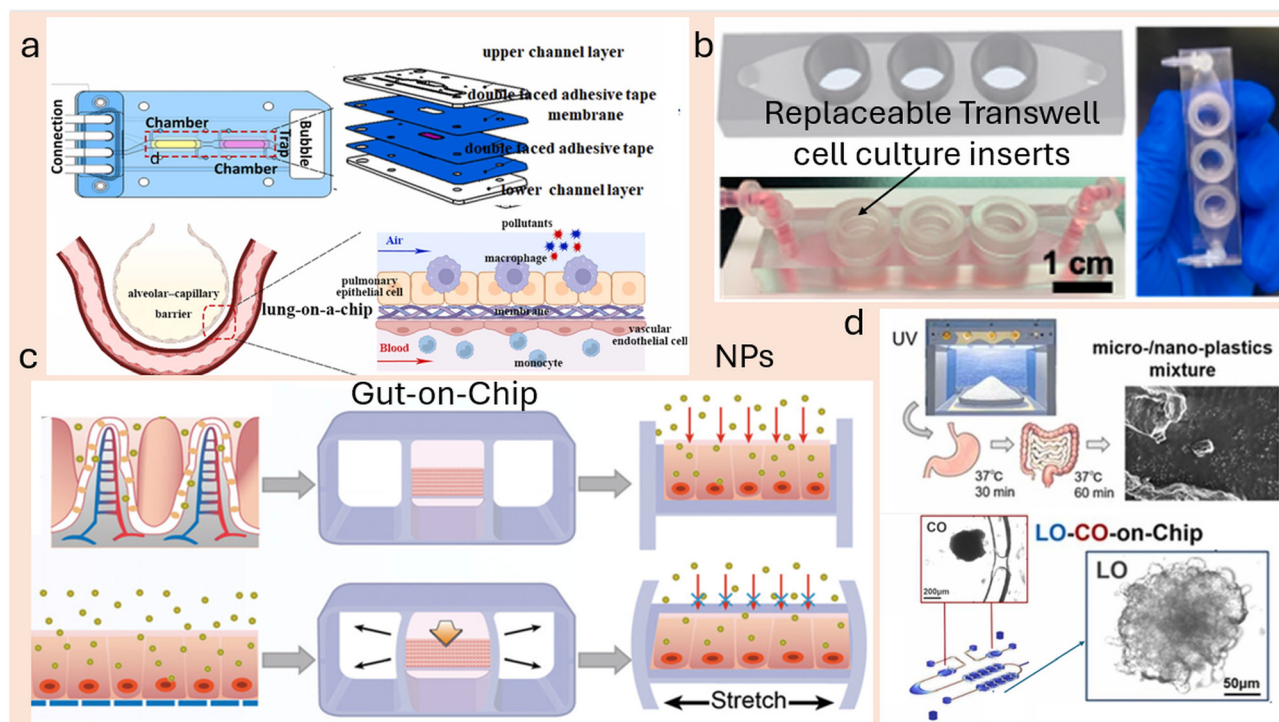 a
upper channel layer
double faced adhesive tape
membrane
double faced adhesive tape
lower channel layer
Connection
Chamber
d
Chamber
Trap
Bubble
alveolar–capillary
barrier
lung-on-a-chip
pollutants
Air
macrophage
pulmonary
epithelial cell
membrane
vascular
endothelial cell
Blood
monocyte
b
Replaceable Transwell
cell culture inserts
1 cm
c
Gut-on-Chip
NPs
Stretch
d
UV
micro-/nano-plastics
mixture
37℃
30 min
37℃
60 min
CO
200μm
LO-CO-on-Chip
LO
50μm